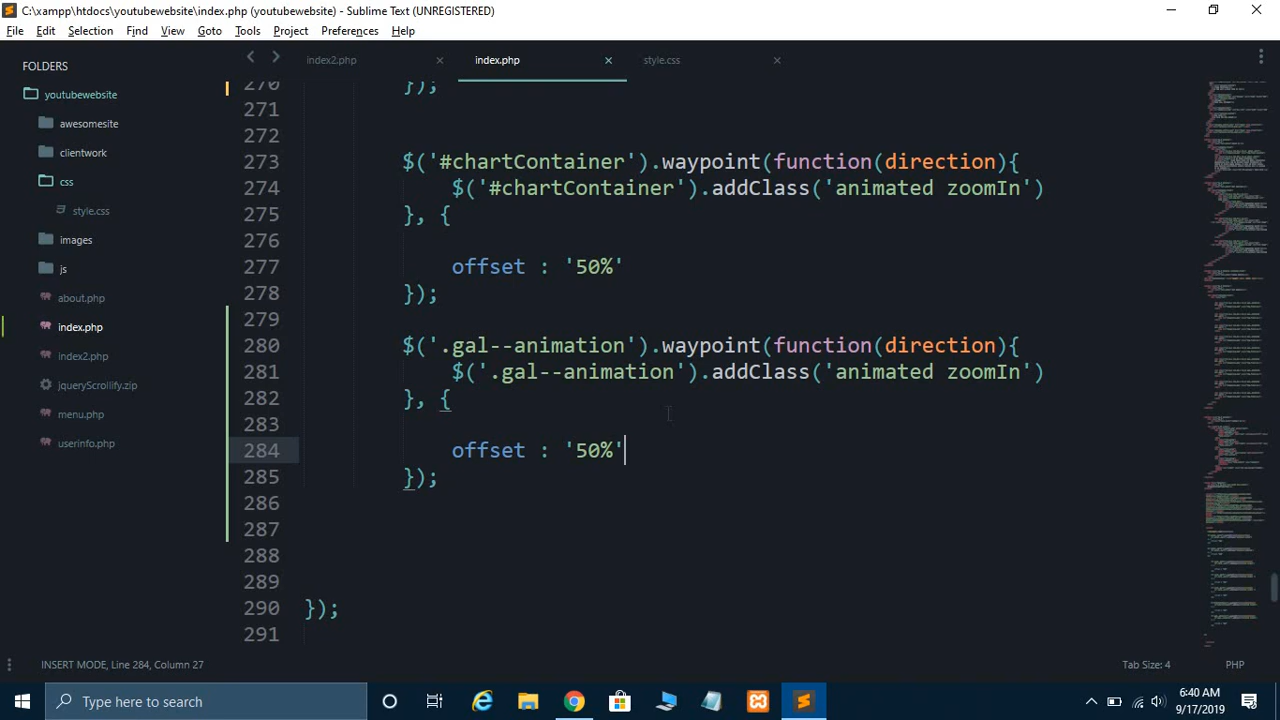 C:\xampp\htdocs\youtubewebsite\index.php (youtubewebsite) - Sublime Text (UNREGISTERED)
File Edit Selection Find View Goto Tools Project Preferences Help
FOLDERS
youtubewebsite
awesomesite
clientwork
css
style.css
images
js
about.php
index.php
index2.php
jqueryScrollify.php
menu.php
userinfo.php
index2.php index.php style.css
270 });
271
272
273 $('#chartContainer').waypoint(function(direction){
274 $('#chartContainer').addClass('animated zoomIn')
275 }, {
276
277 offset : '50%'
278 });
279
280 $('.gal--animation').waypoint(function(direction){
281 $('.gal--animation').addClass('animated zoomIn')
282 }, {
283
284 offset : '50%'
285 });
286
287
288
289
290 });
291
INSERT MODE, Line 284, Column 27 Tab Size: 4 PHP
Type here to search
6:40 AM
9/17/2019